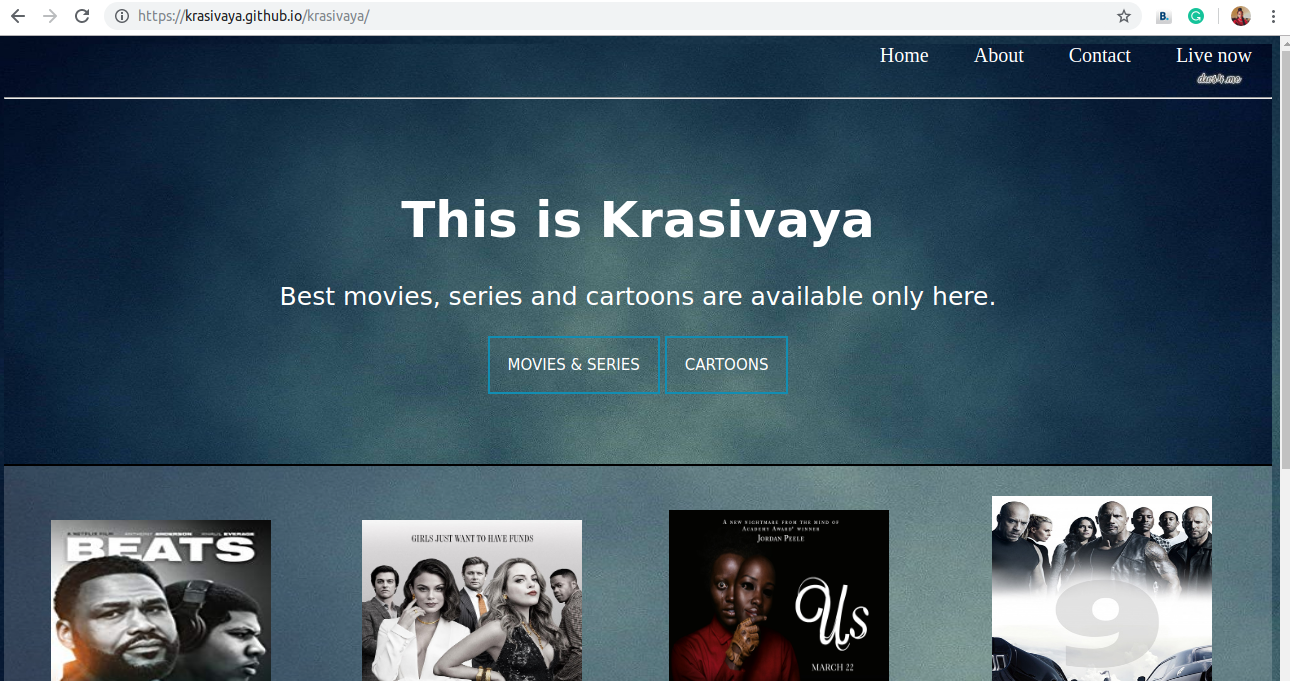 https://krasivaya.github.io/krasivaya/
B.
Home About Contact Live now
This is Krasivaya
Best movies, series and cartoons are available only here.
MOVIES & SERIES CARTOONS
A NETFLIX FILM ANTHONY ANDERSON KHALIL EVERAGE
BEATS
GIRLS JUST WANT TO HAVE FUNDS
A NEW NIGHTMARE FROM THE MIND OF
ACADEMY AWARD® WINNER
JORDAN PEELE
Us
MARCH 22
9